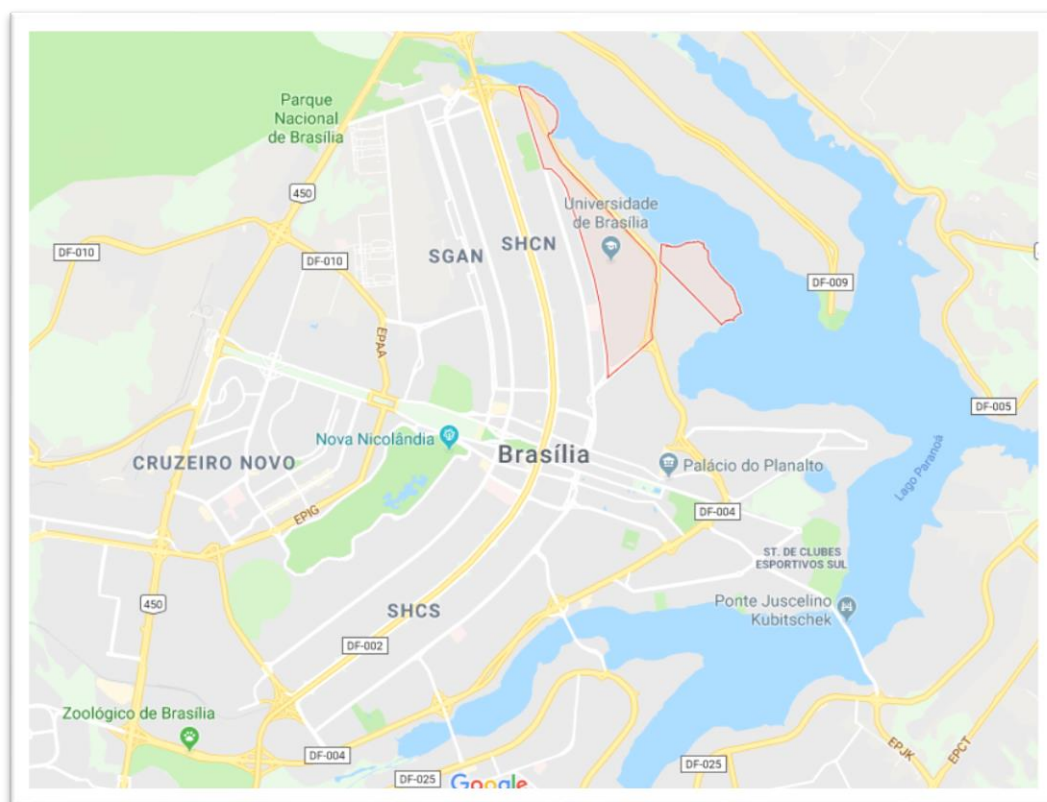 Parque
Nacional
de Brasília
450
Universidade
de Brasília
SHCN
SGAN
DF-010
DF-010
DF-009
EPAA
DF-005
Nova Nicolândia
Brasília
CRUZEIRO NOVO
Palácio do Planalto
Lago Paranoá
EPIG
DF-004
ST. DE CLUBES
ESPORTIVOS SUL
450
SHCS
Ponte Juscelino
Kubitschek
DF-002
Zoológico de Brasília
DF-004
EPJK
EPCT
DF-025
Google
DF-025